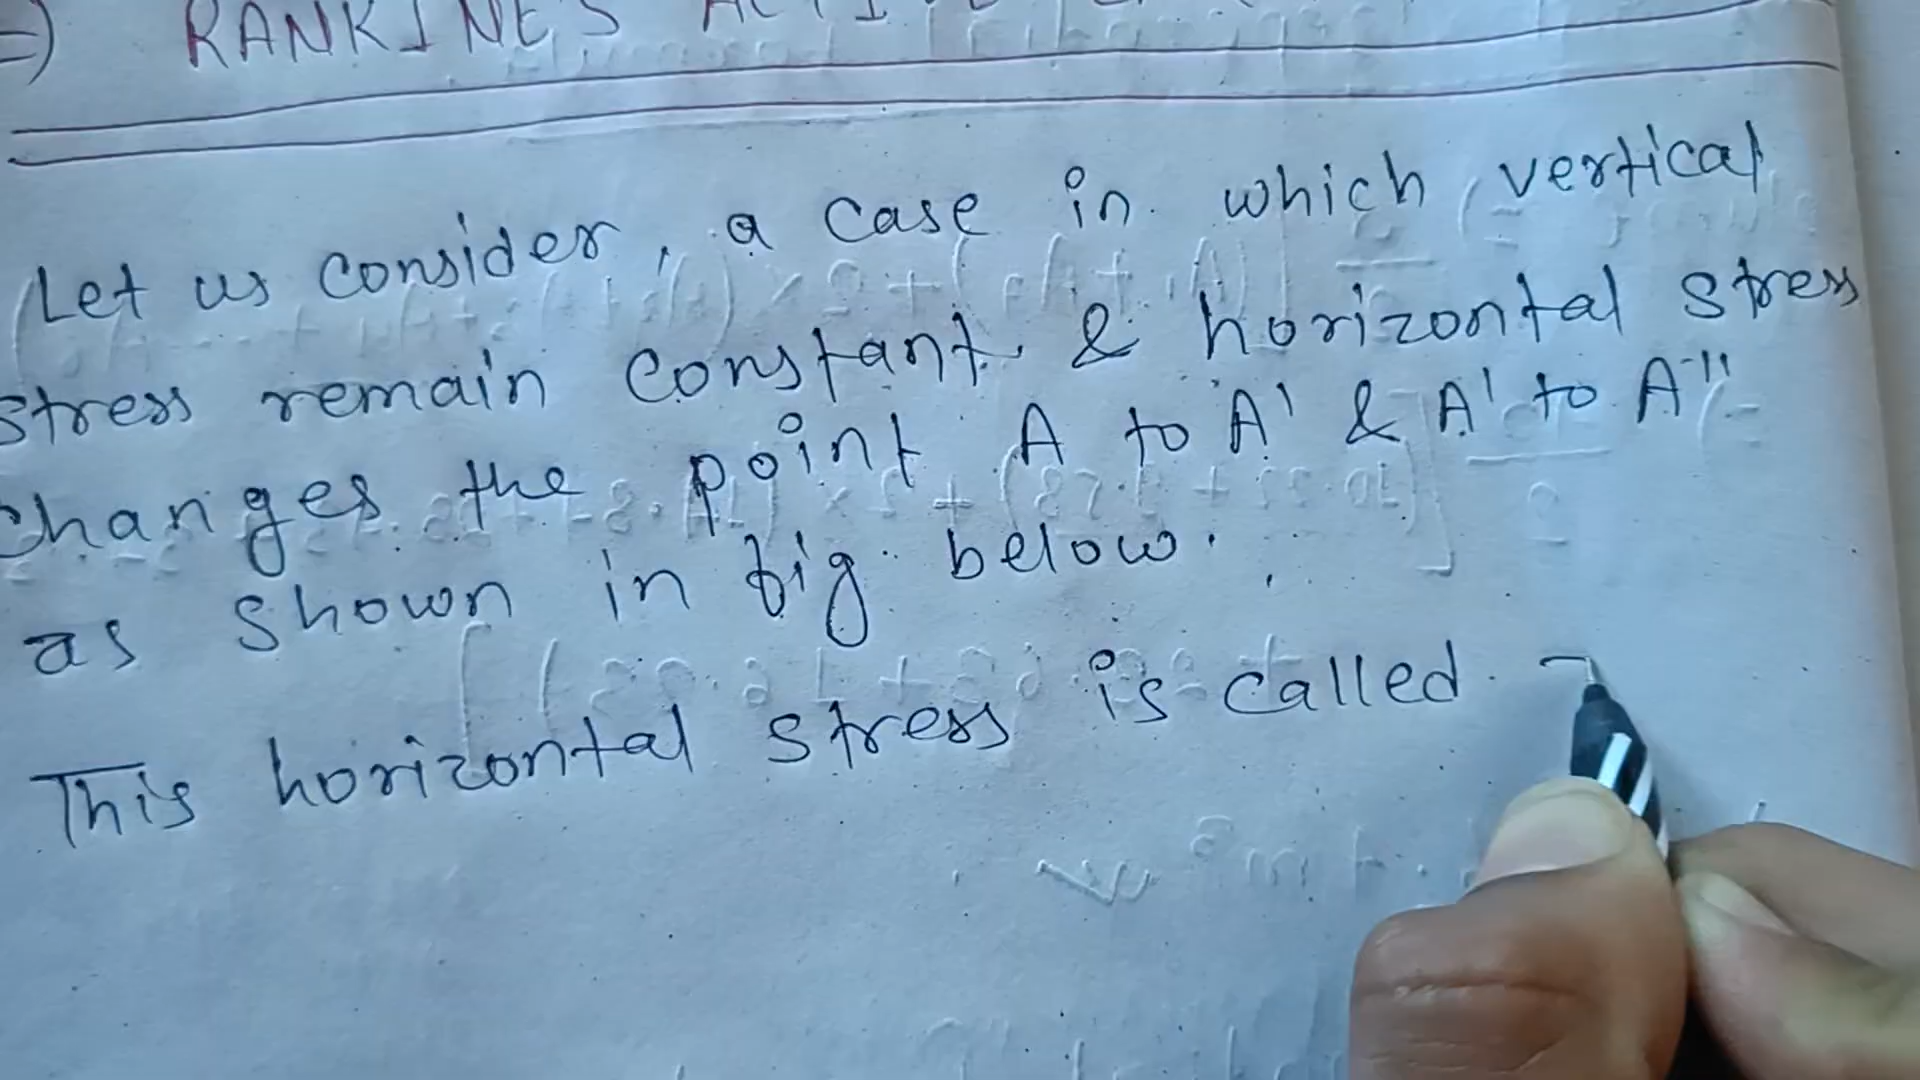 =) RANKINE'S
Let us consider, a case in which vertical
stress remain constant & horizontal stress
changes the point A to A' & A' to A"
as shown in fig. below.
This horizontal stress is called